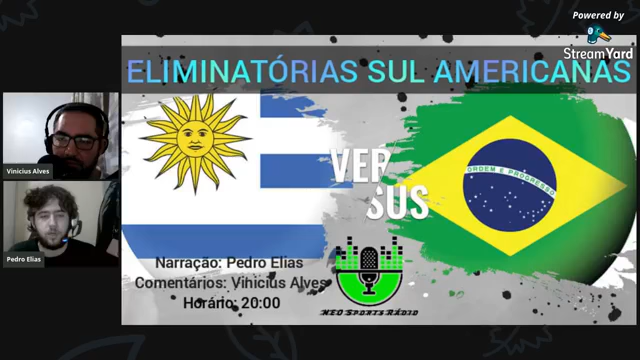 Powered by
StreamYard
ELIMINATÓRIAS SUL AMERICANAS
VER
SUS
ORDEM E PROGRESSO
Vinicius Alves
Pedro Elias
Narração: Pedro Elias
Comentários: Vinicius Alves
Horário: 20:00
NEO SPORTS RÁDIO